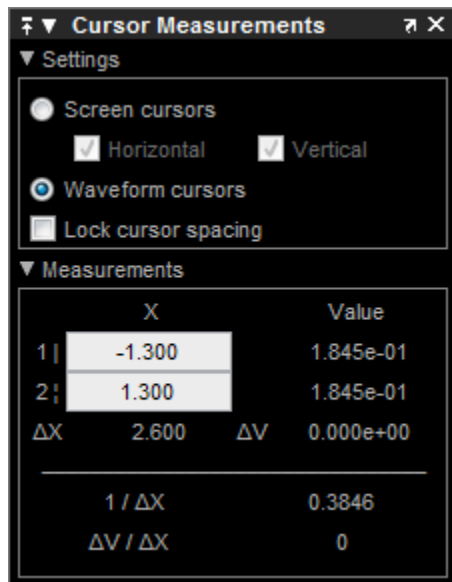 Cursor Measurements
Settings
Screen cursors
Horizontal Vertical
Waveform cursors
Lock cursor spacing
Measurements
X Value
1 | -1.300 1.845e-01
2 ¦ 1.300 1.845e-01
ΔX 2.600 ΔV 0.000e+00
1 / ΔX 0.3846
ΔV / ΔX 0